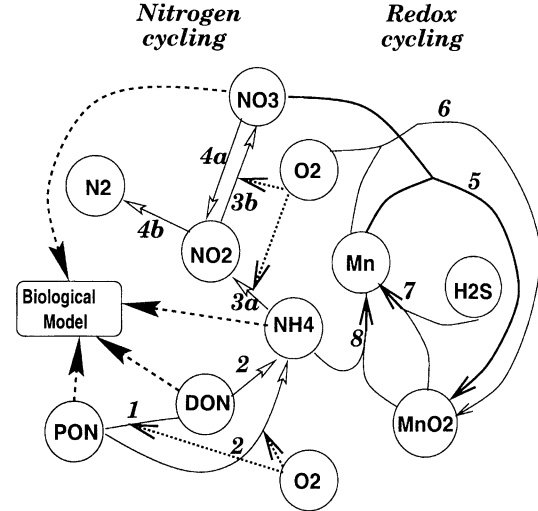 Nitrogen
cycling
Redox
cycling
NO3
6
4a
O2
5
N2
3b
4b
NO2
Mn
H2S
7
3a
Biological
Model
NH4
8
2
DON
1
MnO2
PON
2
O2